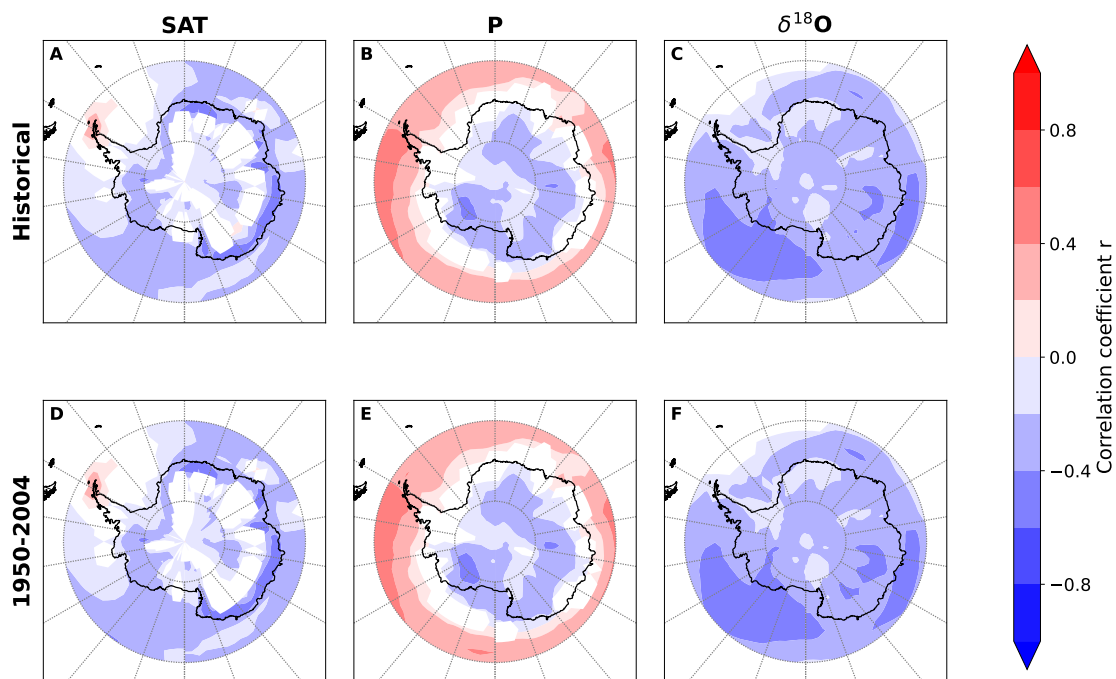 SAT P δ¹⁸O
A B C
Historical
D E F
1950-2004
0.8
0.4
0.0
−0.4
−0.8
Correlation coefficient r